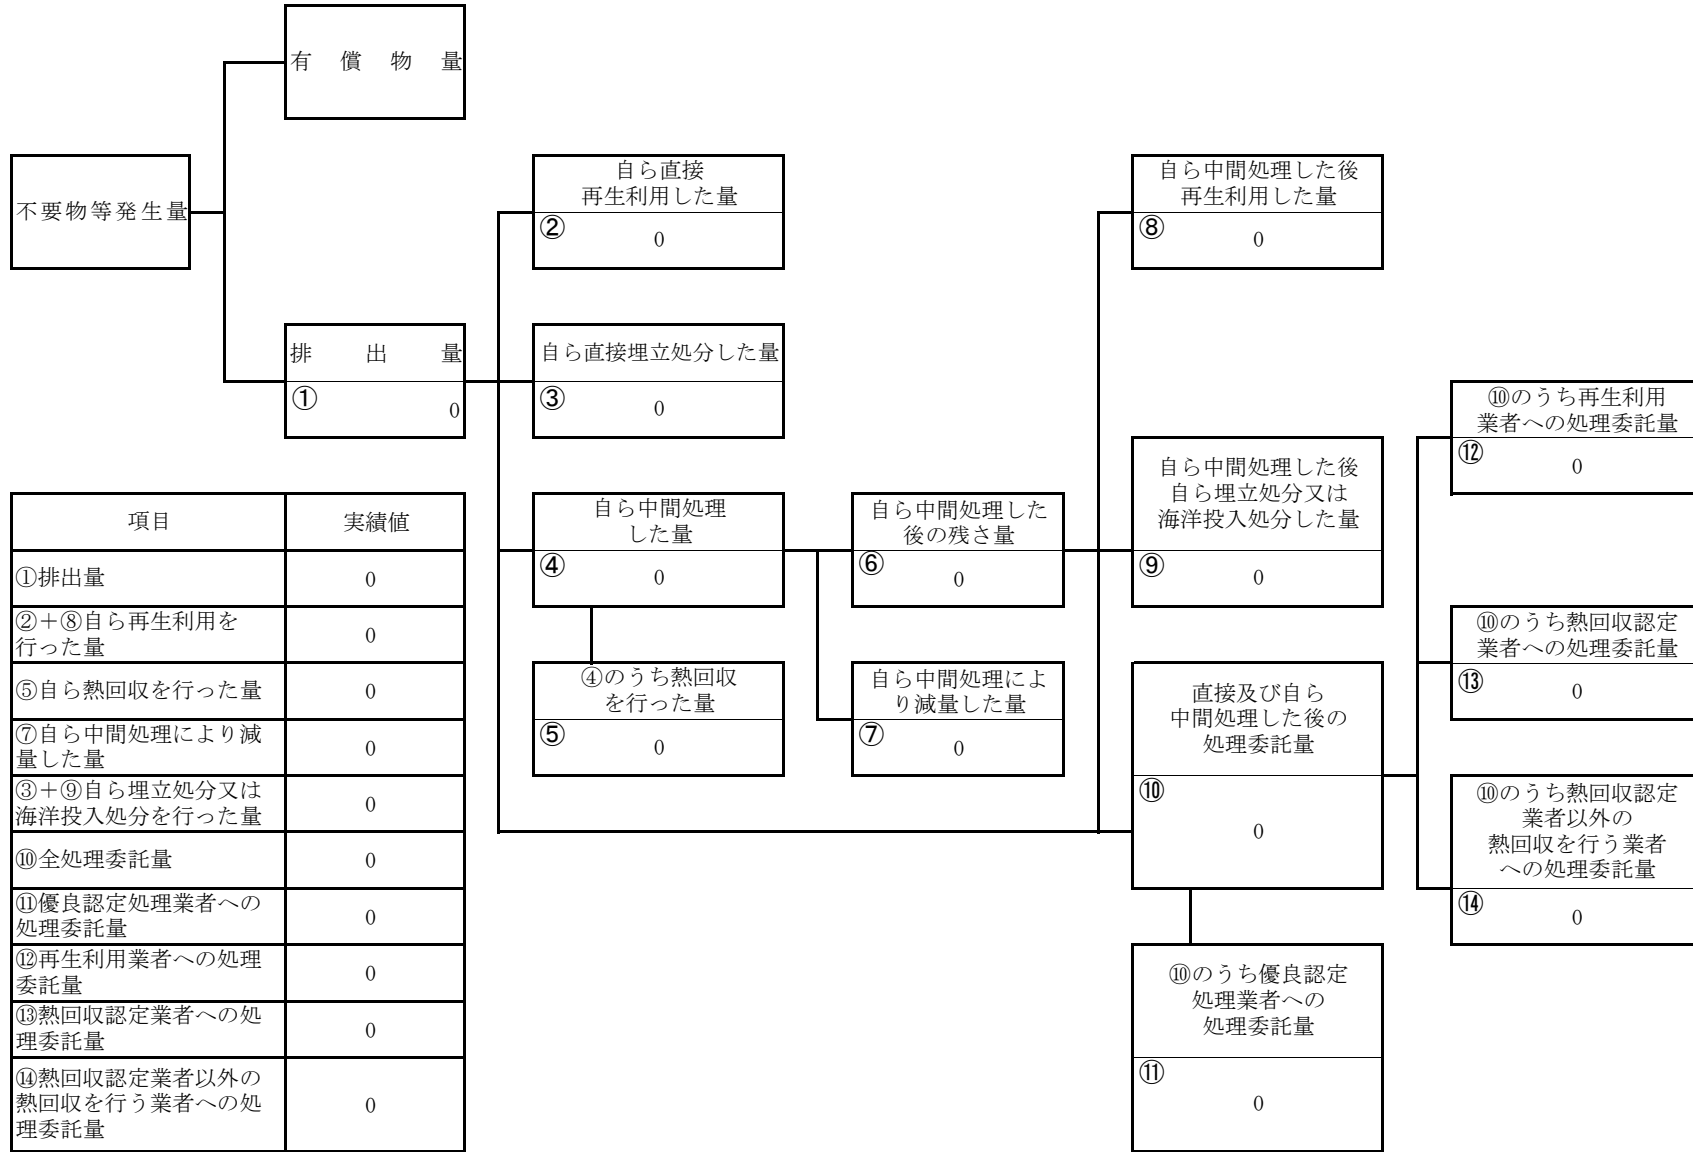 有償物量
不要物等発生量
排出量
①
0
自ら直接
再生利用した量
②
0
自ら直接埋立処分した量
③
0
自ら中間処理
した量
④
0
④のうち熱回収
を行った量
⑤
0
自ら中間処理した
後の残さ量
⑥
0
自ら中間処理によ
り減量した量
⑦
0
自ら中間処理した後
再生利用した量
⑧
0
自ら中間処理した後
自ら埋立処分又は
海洋投入処分した量
⑨
0
直接及び自ら
中間処理した後の
処理委託量
⑩
0
⑩のうち優良認定
処理業者への
処理委託量
⑪
0
⑩のうち再生利用
業者への処理委託量
⑫
0
⑩のうち熱回収認定
業者への処理委託量
⑬
0
⑩のうち熱回収認定
業者以外の
熱回収を行う業者
への処理委託量
⑭
0
項目 実績値
①排出量 0
②＋⑧自ら再生利用を
行った量 0
⑤自ら熱回収を行った量 0
⑦自ら中間処理により減
量した量 0
③＋⑨自ら埋立処分又は
海洋投入処分を行った量 0
⑩全処理委託量 0
⑪優良認定処理業者への
処理委託量 0
⑫再生利用業者への処理
委託量 0
⑬熱回収認定業者への処
理委託量 0
⑭熱回収認定業者以外の
熱回収を行う業者への処
理委託量 0